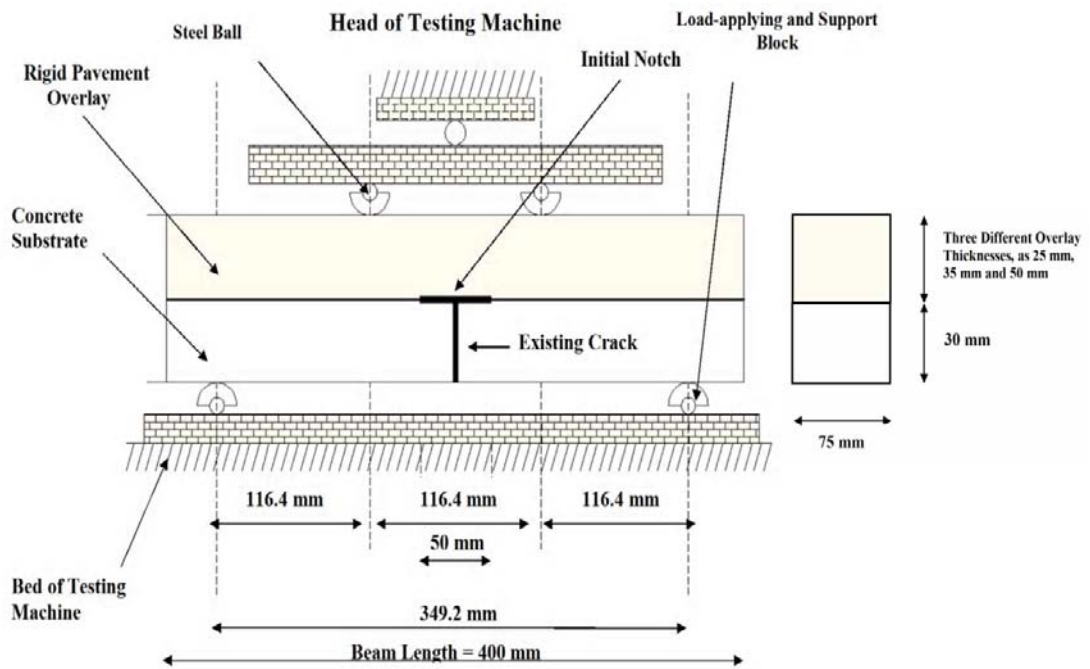 Head of Testing Machine
Steel Ball
Load-applying and Support
Block
Initial Notch
Rigid Pavement
Overlay
Concrete
Substrate
Three Different Overlay
Thicknesses, as 25 mm,
35 mm and 50 mm
Existing Crack
30 mm
75 mm
116.4 mm
116.4 mm
116.4 mm
50 mm
Bed of Testing
Machine
349.2 mm
Beam Length = 400 mm